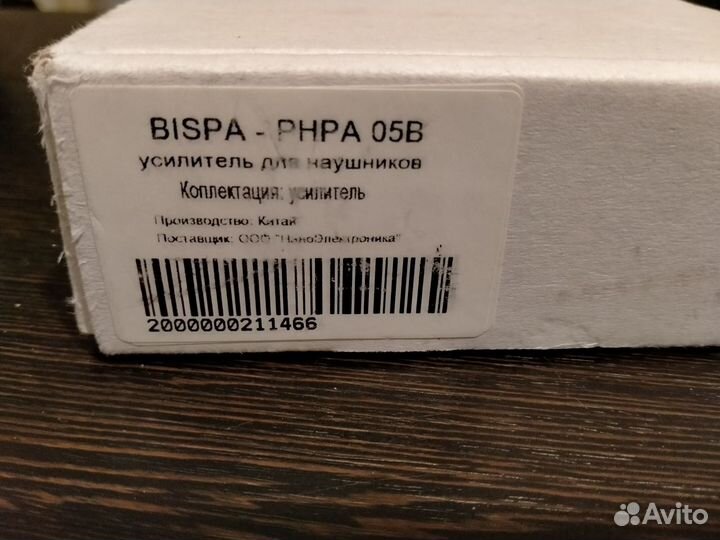 BISPA - PHPA 05B
усилитель для наушников
Коплектация: усилитель
Производство: Китай
Поставщик: ООО "НаноЭлектроника"
2000000211466
Avito